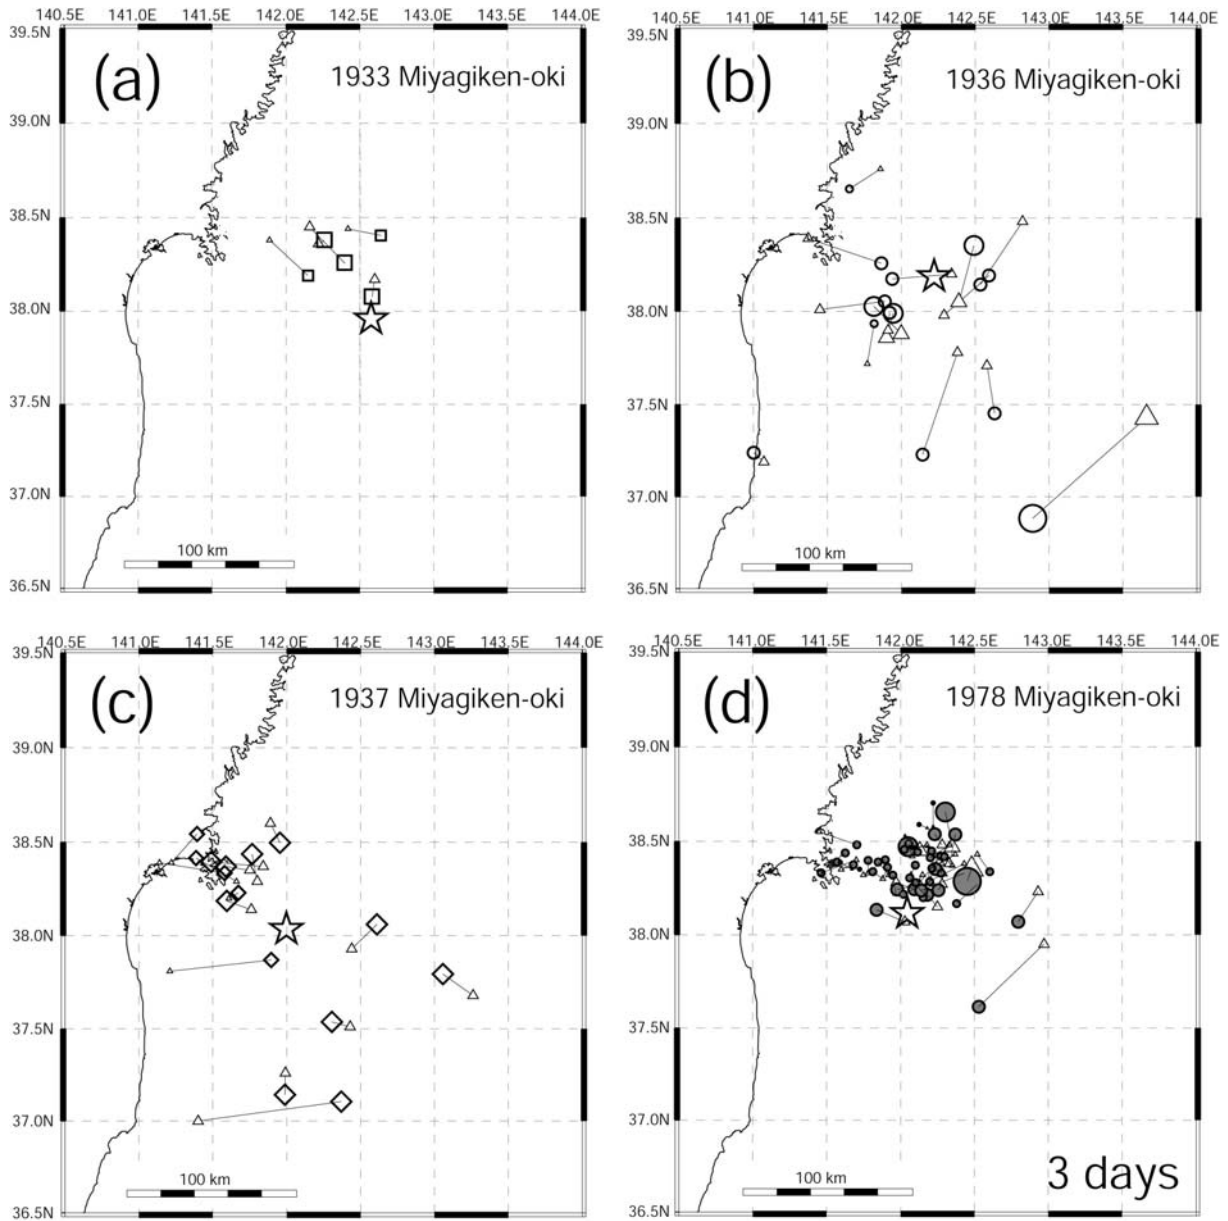 140.5E 141.0E 141.5E 142.0E 142.5E 143.0E 143.5E 144.0E
39.5N
39.0N
38.5N
38.0N
37.5N
37.0N
36.5N
(a)
1933 Miyagiken-oki
100 km
140.5E 141.0E 141.5E 142.0E 142.5E 143.0E 143.5E 144.0E
39.5N
39.0N
38.5N
38.0N
37.5N
37.0N
36.5N
(b)
1936 Miyagiken-oki
100 km
140.5E 141.0E 141.5E 142.0E 142.5E 143.0E 143.5E 144.0E
39.5N
39.0N
38.5N
38.0N
37.5N
37.0N
36.5N
(c)
1937 Miyagiken-oki
100 km
140.5E 141.0E 141.5E 142.0E 142.5E 143.0E 143.5E 144.0E
39.5N
39.0N
38.5N
38.0N
37.5N
37.0N
36.5N
(d)
1978 Miyagiken-oki
100 km
3 days